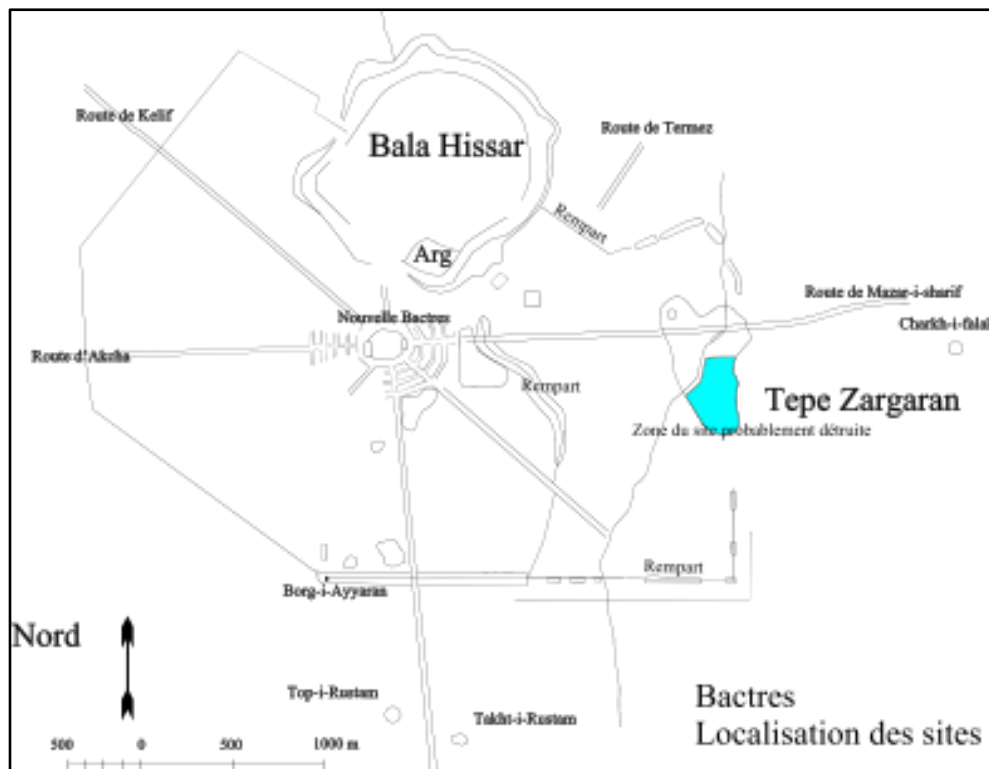 Route de Kelif
Bala Hissar
Route de Termez
Rempart
Arg
Route de Mazar-i-sharif
Nouvelle Bactres
Charkh-i-falak
Route d'Aksha
Rempart
Tepe Zargaran
Zone du site probablement détruite
Rempart
Borg-i-Ayyaran
Nord
Top-i-Rustam
Takht-i-Rustam
Bactres
Localisation des sites
500 0 500 1000 m